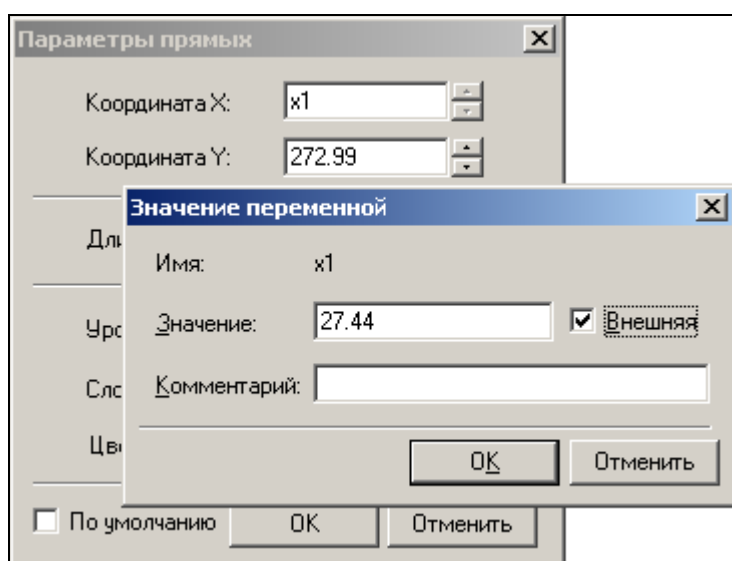 Параметры прямых
Координата X: x1
Координата Y: 272.99
Значение переменной
Имя: x1
Значение: 27.44 Внешняя
Комментарий:
OK Отменить
По умолчанию OK Отменить